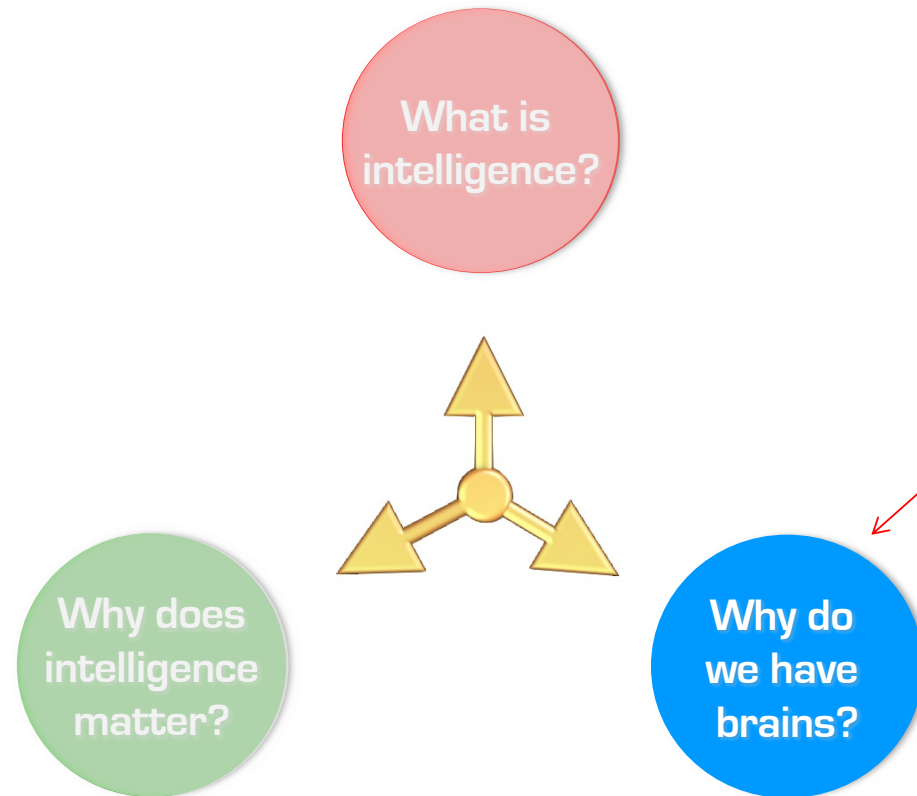 What is
intelligence?
Why does
intelligence
matter?
Why do
we have
brains?